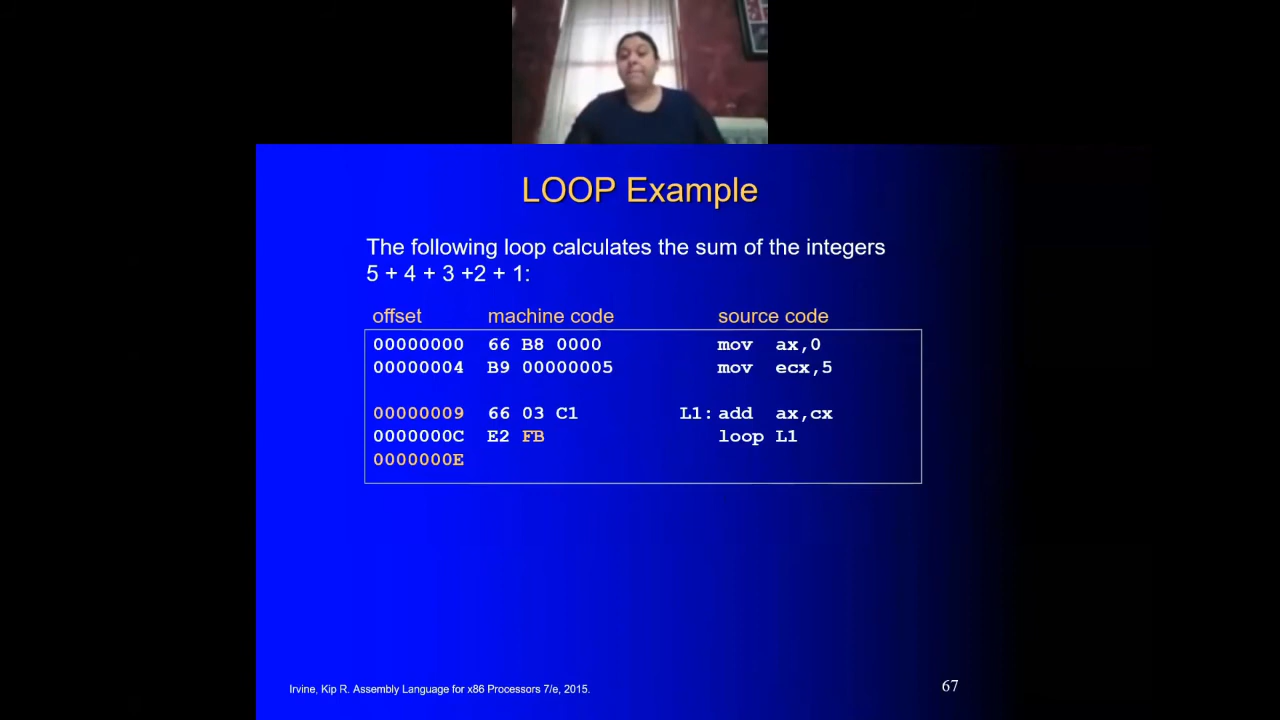 LOOP Example
The following loop calculates the sum of the integers
5 + 4 + 3 +2 + 1:
offset machine code source code
00000000 66 B8 0000 mov ax,0
00000004 B9 00000005 mov ecx,5
00000009 66 03 C1 L1: add ax,cx
0000000C E2 FB loop L1
0000000E
Irvine, Kip R. Assembly Language for x86 Processors 7/e, 2015.
67